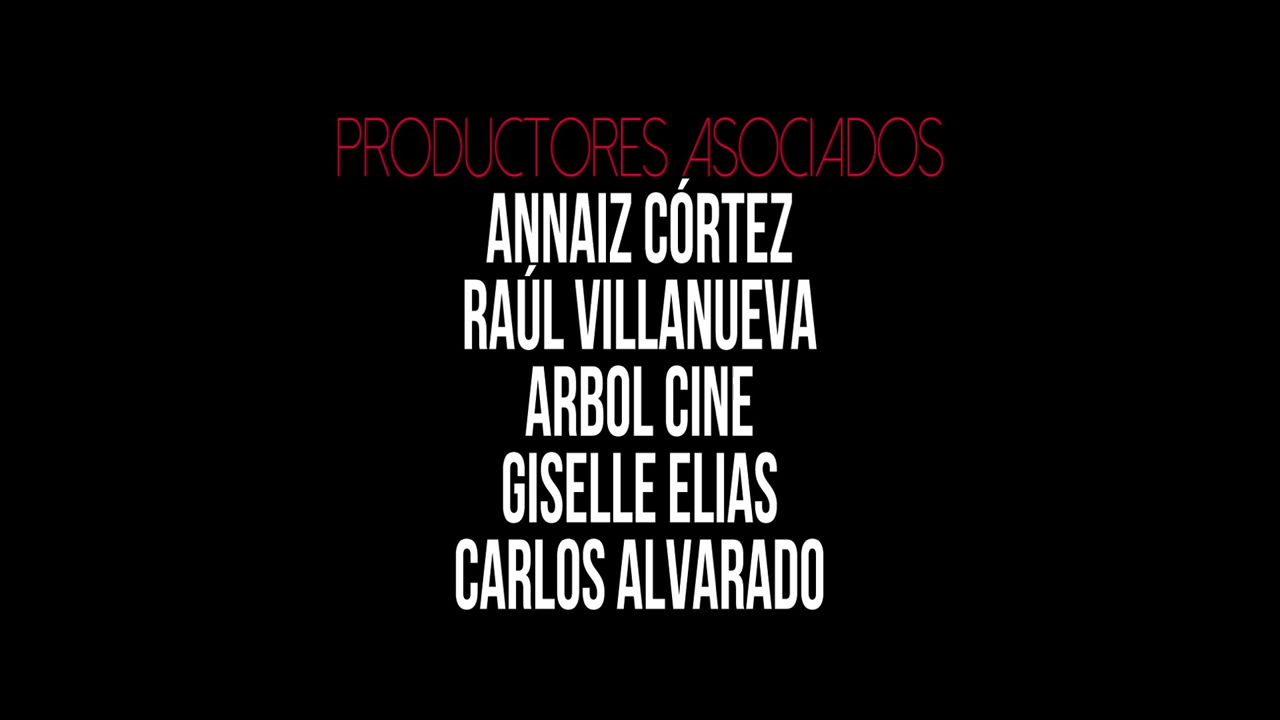 PRODUCTORES ASOCIADOS
ANNAIZ CÓRTEZ
RAÚL VILLANUEVA
ARBOL CINE
GISELLE ELIAS
CARLOS ALVARADO